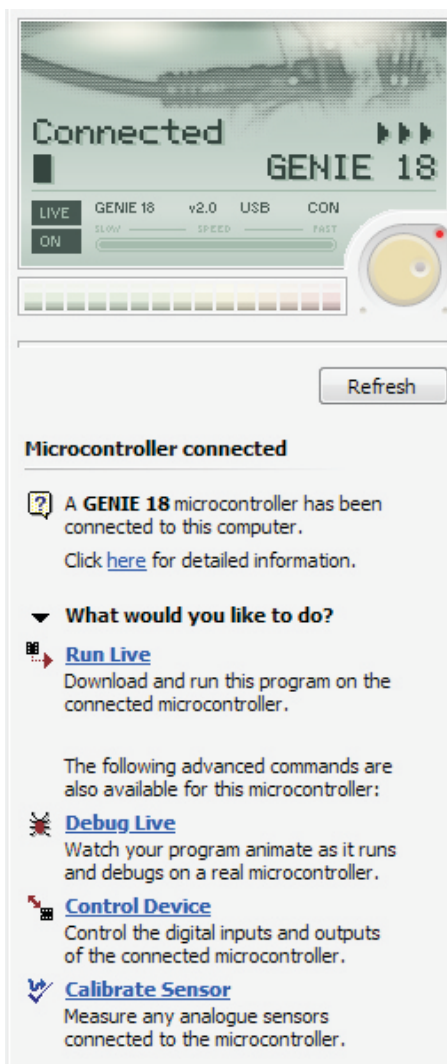 Connected
GENIE 18
LIVE GENIE 18 v2.0 USB CON
SLOW SPEED FAST
ON
Refresh
Microcontroller connected
A GENIE 18 microcontroller has been
connected to this computer.
Click here for detailed information.
What would you like to do?
Run Live
Download and run this program on the
connected microcontroller.
The following advanced commands are
also available for this microcontroller:
Debug Live
Watch your program animate as it runs
and debugs on a real microcontroller.
Control Device
Control the digital inputs and outputs
of the connected microcontroller.
Calibrate Sensor
Measure any analogue sensors
connected to the microcontroller.